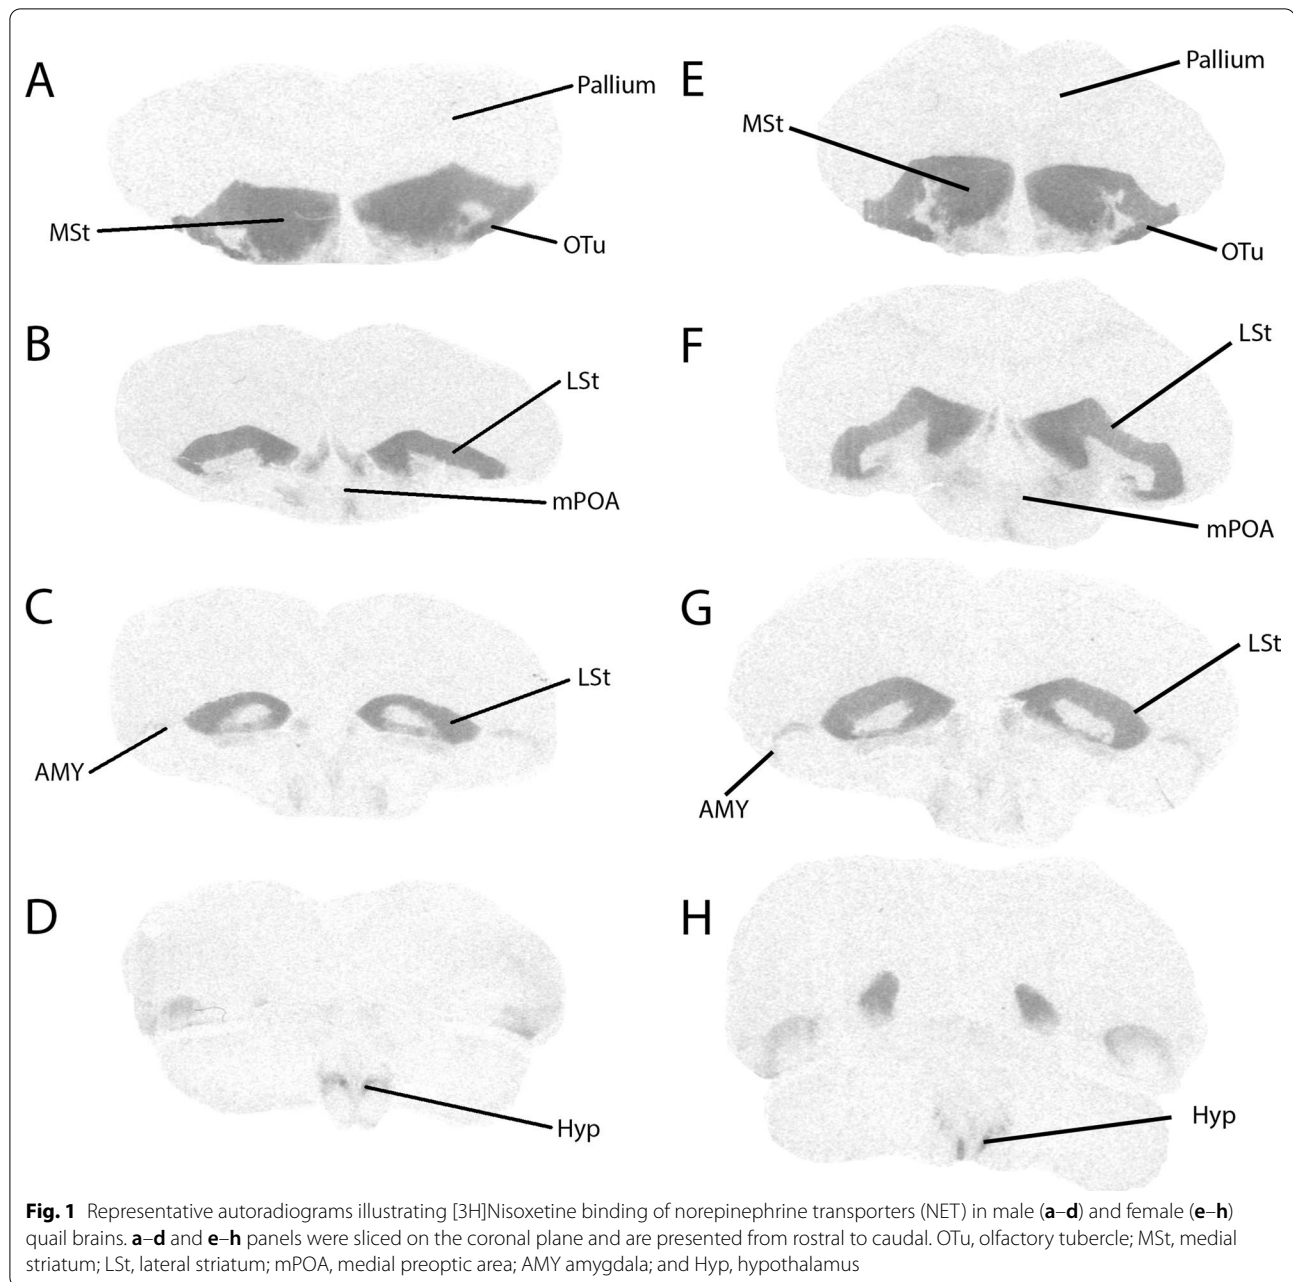 A
Pallium
MSt
OTu
E
Pallium
MSt
OTu
B
LSt
mPOA
F
LSt
mPOA
C
LSt
AMY
G
LSt
AMY
D
Hyp
H
Hyp
Fig. 1 Representative autoradiograms illustrating [3H]Nisoxetine binding of norepinephrine transporters (NET) in male (a–d) and female (e–h)
quail brains. a–d and e–h panels were sliced on the coronal plane and are presented from rostral to caudal. OTu, olfactory tubercle; MSt, medial
striatum; LSt, lateral striatum; mPOA, medial preoptic area; AMY amygdala; and Hyp, hypothalamus